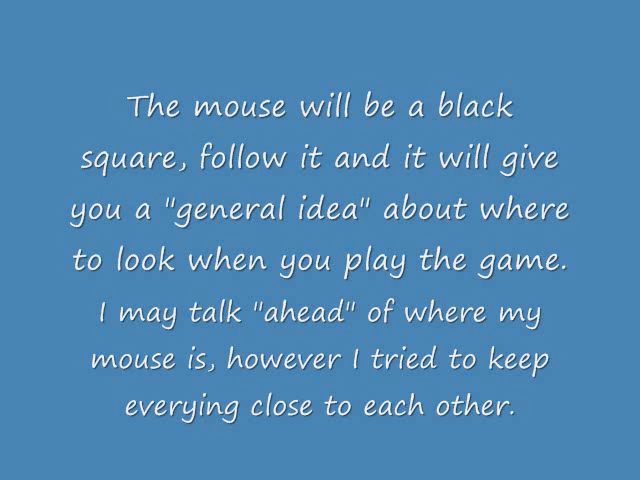 The mouse will be a black
square, follow it and it will give
you a "general idea" about where
to look when you play the game.
I may talk "ahead" of where my
mouse is, however I tried to keep
everying close to each other.